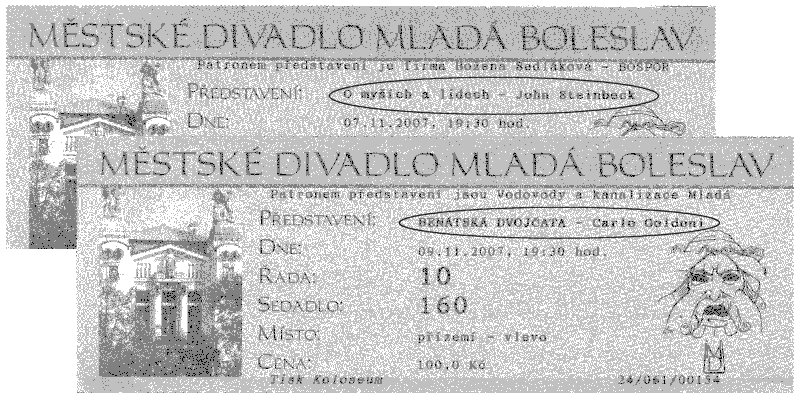 MĚSTSKÉ DIVADLO MLADÁ BOLESLAV
Patronem představení je firma Božena Sedláková - BOSPOR
PŘEDSTAVENÍ: O myších a lidech - John Steinbeck
DNE: 07.11.2007, 19:30 hod.
MĚSTSKÉ DIVADLO MLADÁ BOLESLAV
Patronem představení jsou Vodovody a kanalizace Mladá
PŘEDSTAVENÍ: BENÁTSKÁ DVOJČATA - Carlo Goldoni
DNE: 09.11.2007, 19:30 hod.
ŘADA: 10
SEDADLO: 160
MÍSTO: přízemí - vlevo
CENA: 100,0 Kč
Tisk Koloseum 24/061/00154